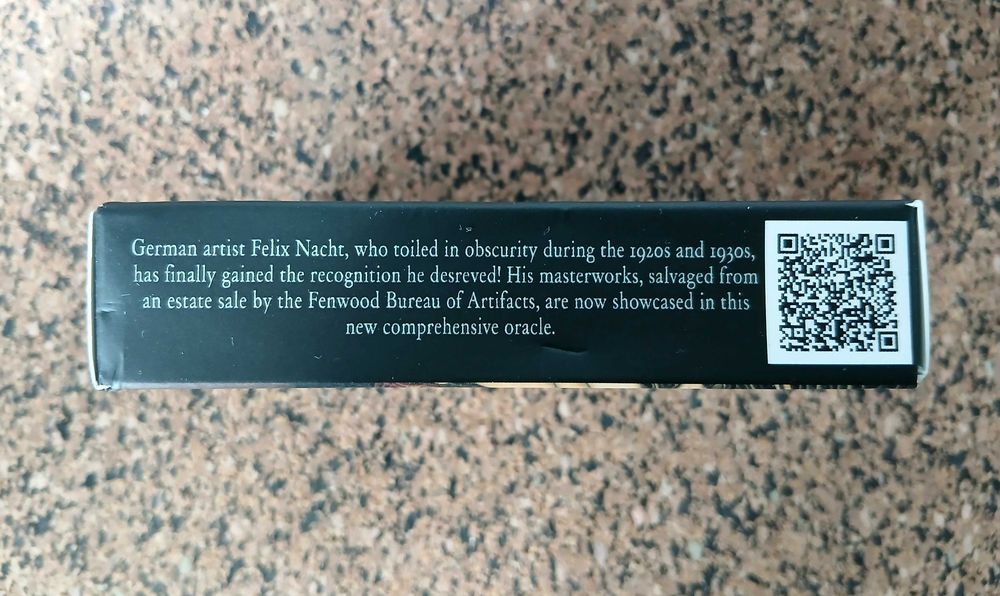 German artist Felix Nacht, who toiled in obscurity during the 1920s and 1930s,
has finally gained the recognition he desreved! His masterworks, salvaged from
an estate sale by the Fenwood Bureau of Artifacts, are now showcased in this
new comprehensive oracle.